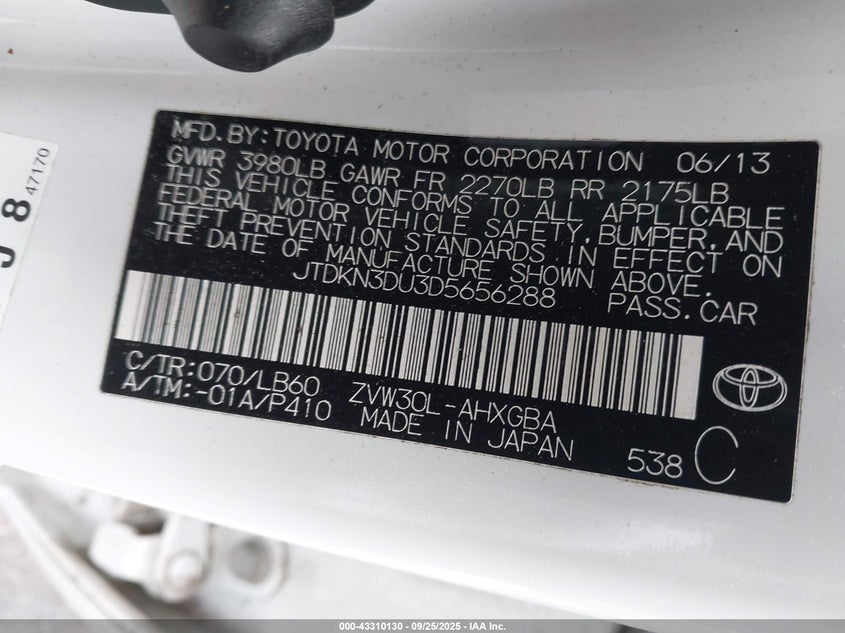 MFD. BY: TOYOTA MOTOR CORPORATION 06/13
GVWR 3980LB GAWR FR 2270LB RR 2175LB
THIS VEHICLE CONFORMS TO ALL APPLICABLE
FEDERAL MOTOR VEHICLE SAFETY, BUMPER, AND
THEFT PREVENTION STANDARDS IN EFFECT ON
THE DATE OF MANUFACTURE SHOWN ABOVE.
JTDKN3DU3D5656288 PASS. CAR
C/TR: 070/LB60 ZVW30L-AHXGBA
A/TM: -01A/P410 MADE IN JAPAN
538 C
J 8 47170
000-43310130 - 09/25/2025 - IAA Inc.